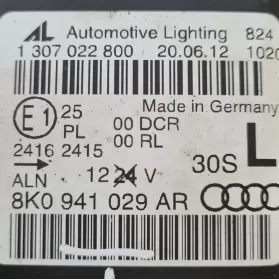 AL Automotive Lighting 824
1 307 022 800 20.06.12 1020
E1 25 Made in Germany
PL 00 DCR
2416 2415 00 RL
30S L
ALN 12 24 V
8K0 941 029 AR